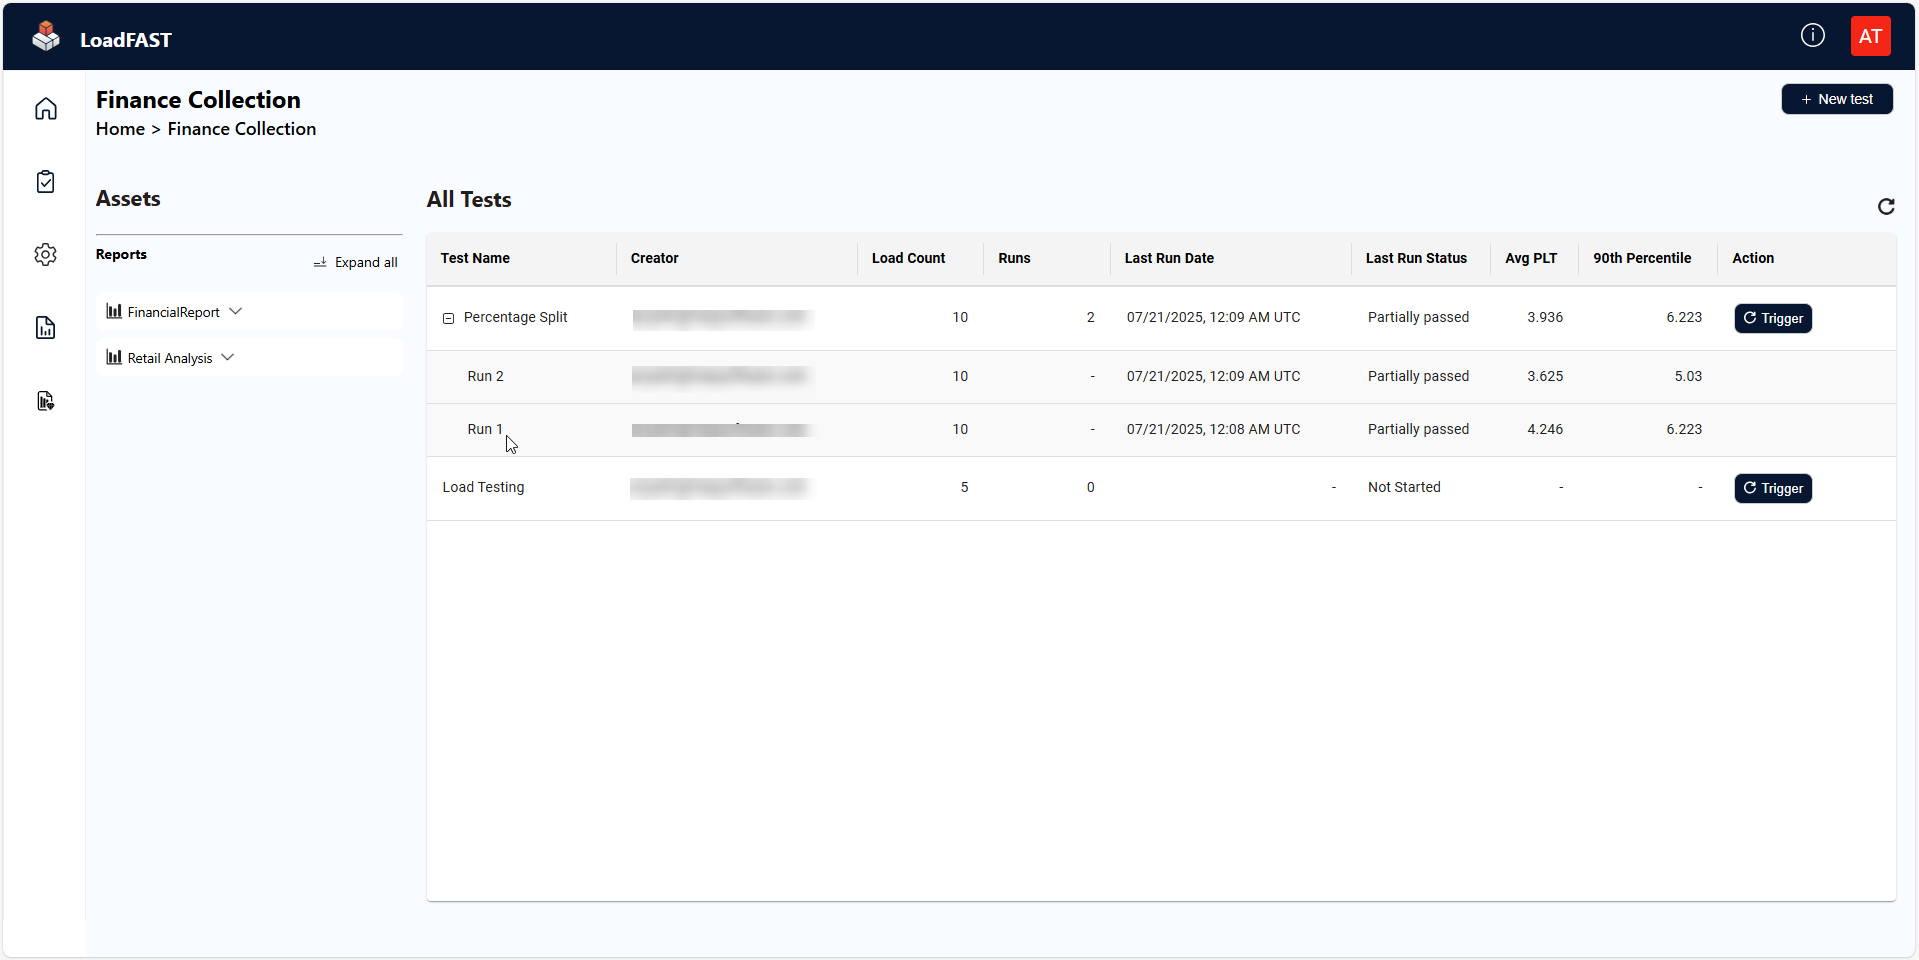 LoadFAST
AT
Finance Collection
+ New test
Home > Finance Collection
Assets
All Tests
Reports
Expand all
FinancialReport
Retail Analysis
Test Name Creator Load Count Runs Last Run Date Last Run Status Avg PLT 90th Percentile Action
Percentage Split 10 2 07/21/2025, 12:09 AM UTC Partially passed 3.936 6.223 Trigger
Run 2 10 - 07/21/2025, 12:09 AM UTC Partially passed 3.625 5.03
Run 1 10 - 07/21/2025, 12:08 AM UTC Partially passed 4.246 6.223
Load Testing 5 0 - Not Started - - Trigger